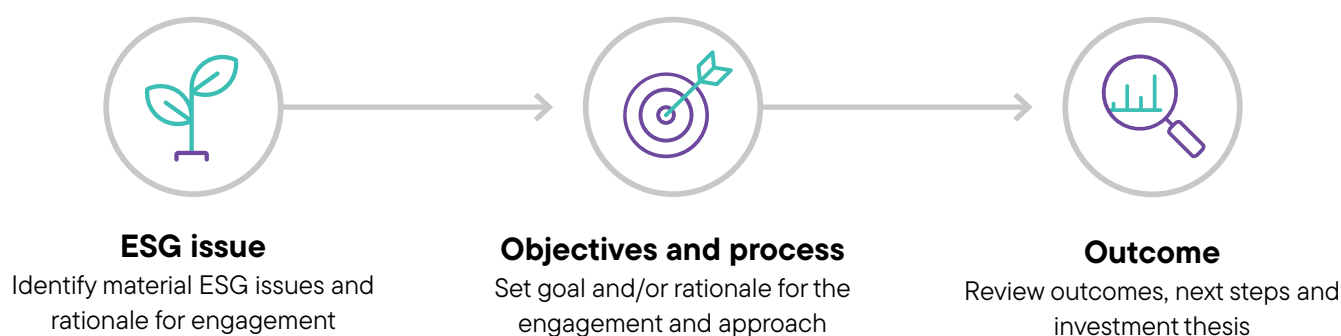 ESG issue
Identify material ESG issues and
rationale for engagement
Objectives and process
Set goal and/or rationale for the
engagement and approach
Outcome
Review outcomes, next steps and
investment thesis